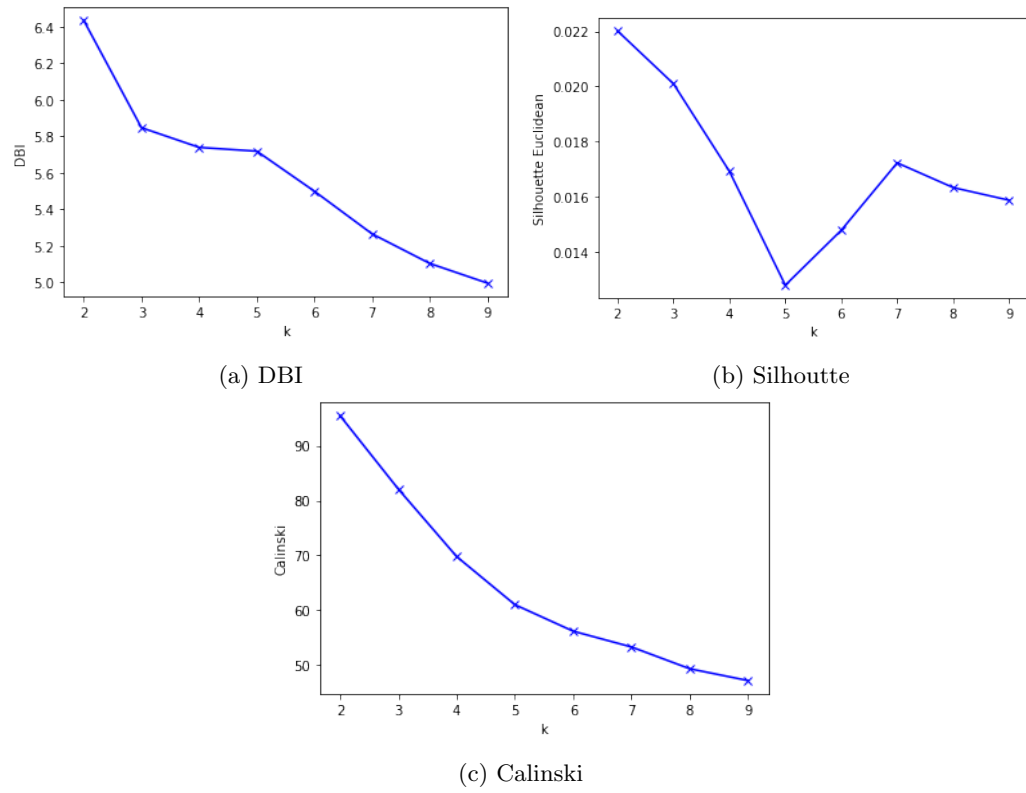 6.4
6.2
6.0
5.8
5.6
5.4
5.2
5.0
DBI
2 3 4 5 6 7 8 9
k
(a) DBI
0.022
0.020
0.018
0.016
0.014
Silhouette Euclidean
2 3 4 5 6 7 8 9
k
(b) Silhoutte
90
80
70
60
50
Calinski
2 3 4 5 6 7 8 9
k
(c) Calinski